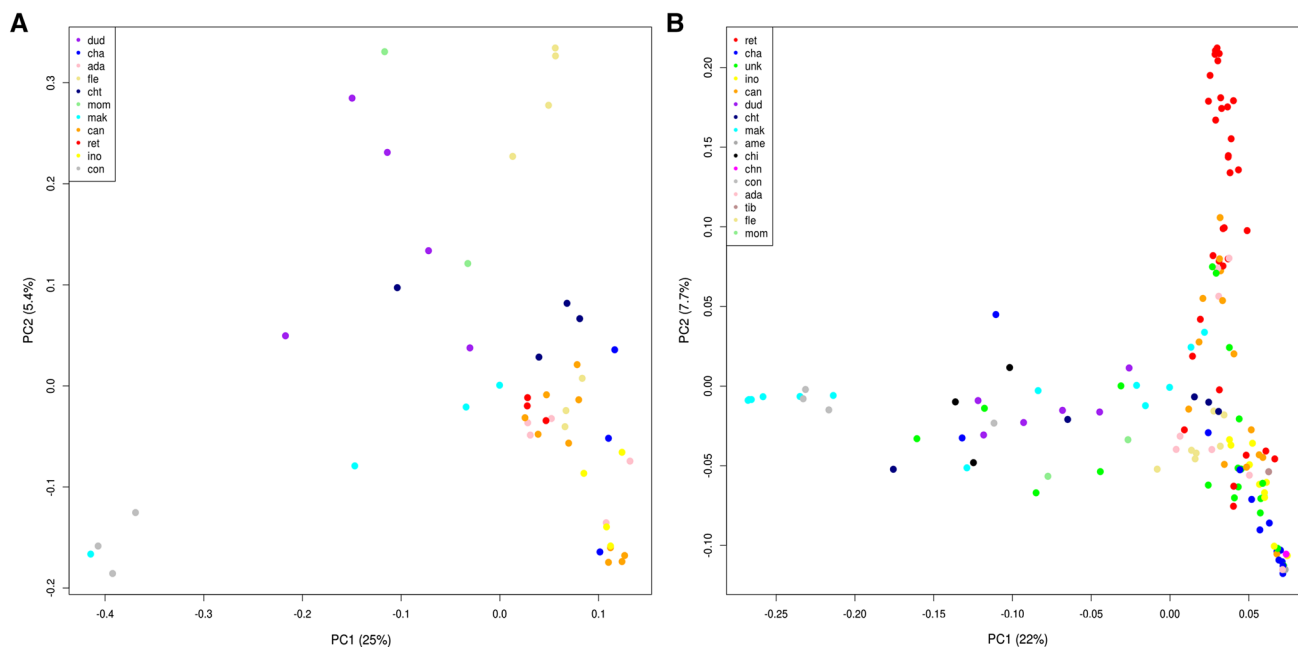 A
dud
cha
ada
fle
cht
mom
mak
can
ret
ino
con
PC2 (5.4%)
0.3
0.2
0.1
0.0
-0.1
-0.2
-0.4
-0.3
-0.2
-0.1
0.0
0.1
PC1 (25%)
B
ret
cha
unk
ino
can
dud
cht
mak
ame
chi
chn
con
ada
tib
fle
mom
PC2 (7.7%)
0.20
0.15
0.10
0.05
0.00
-0.05
-0.10
-0.25
-0.20
-0.15
-0.10
-0.05
0.00
0.05
PC1 (22%)